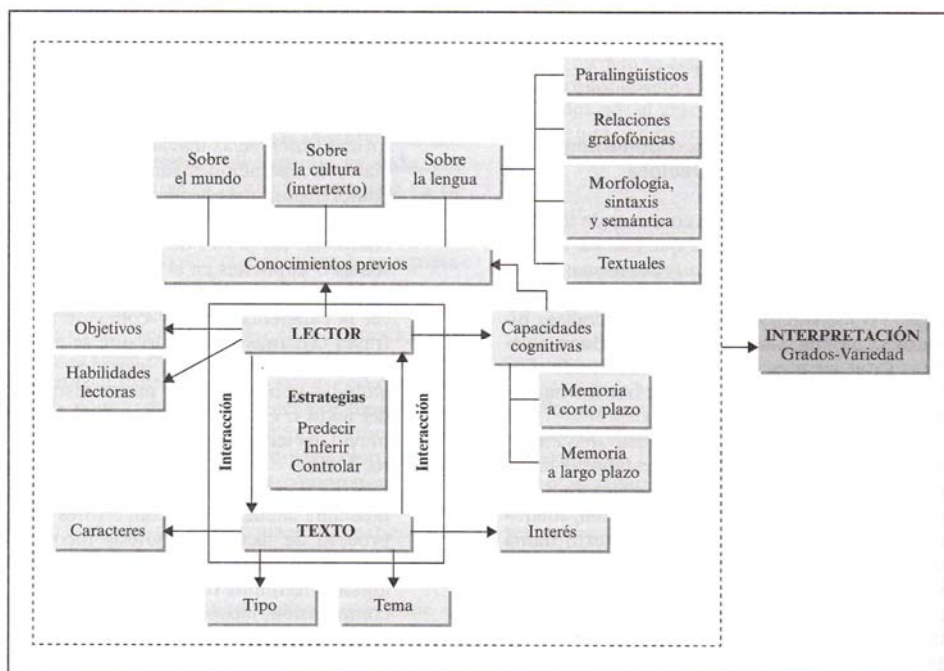 Paralingüísticos
Relaciones
grafofónicas
Morfología,
sintaxis
y semántica
Textuales
Sobre
el mundo
Sobre
la cultura
(intertexto)
Sobre
la lengua
Conocimientos previos
Objetivos
Habilidades
lectoras
LECTOR
Capacidades
cognitivas
Memoria
a corto plazo
Memoria
a largo plazo
Interacción
Estrategias
Predecir
Inferir
Controlar
Interacción
Caracteres
TEXTO
Interés
Tipo
Tema
INTERPRETACIÓN
Grados-Variedad